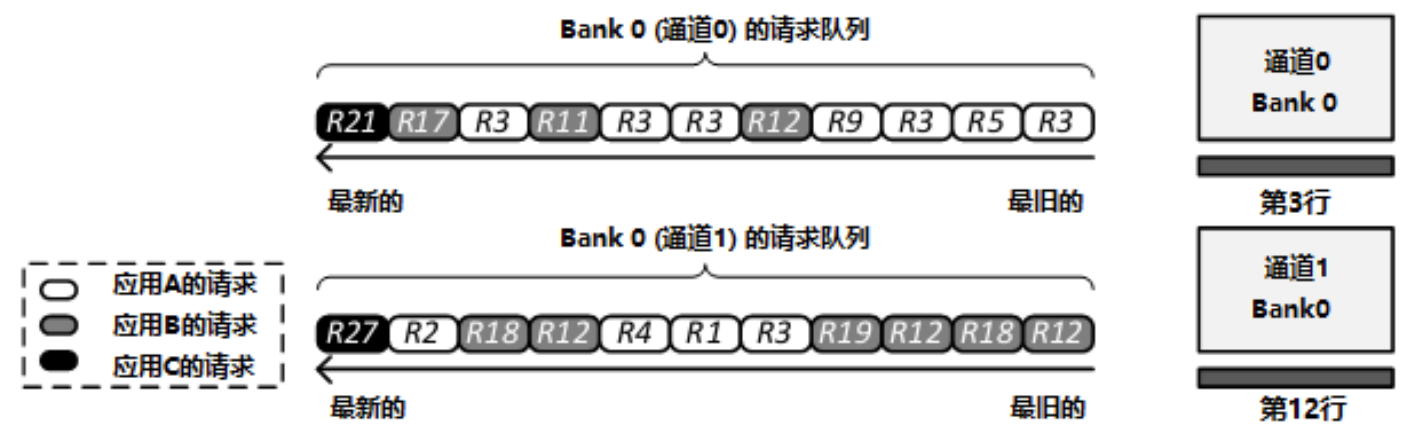 Bank 0 (通道0) 的请求队列
R21 R17 R3 R11 R3 R3 R12 R9 R3 R5 R3
最新的 最旧的
通道0
Bank 0
第3行
Bank 0 (通道1) 的请求队列
R27 R2 R18 R12 R4 R1 R3 R19 R12 R18 R12
最新的 最旧的
通道1
Bank0
第12行
应用A的请求
应用B的请求
应用C的请求